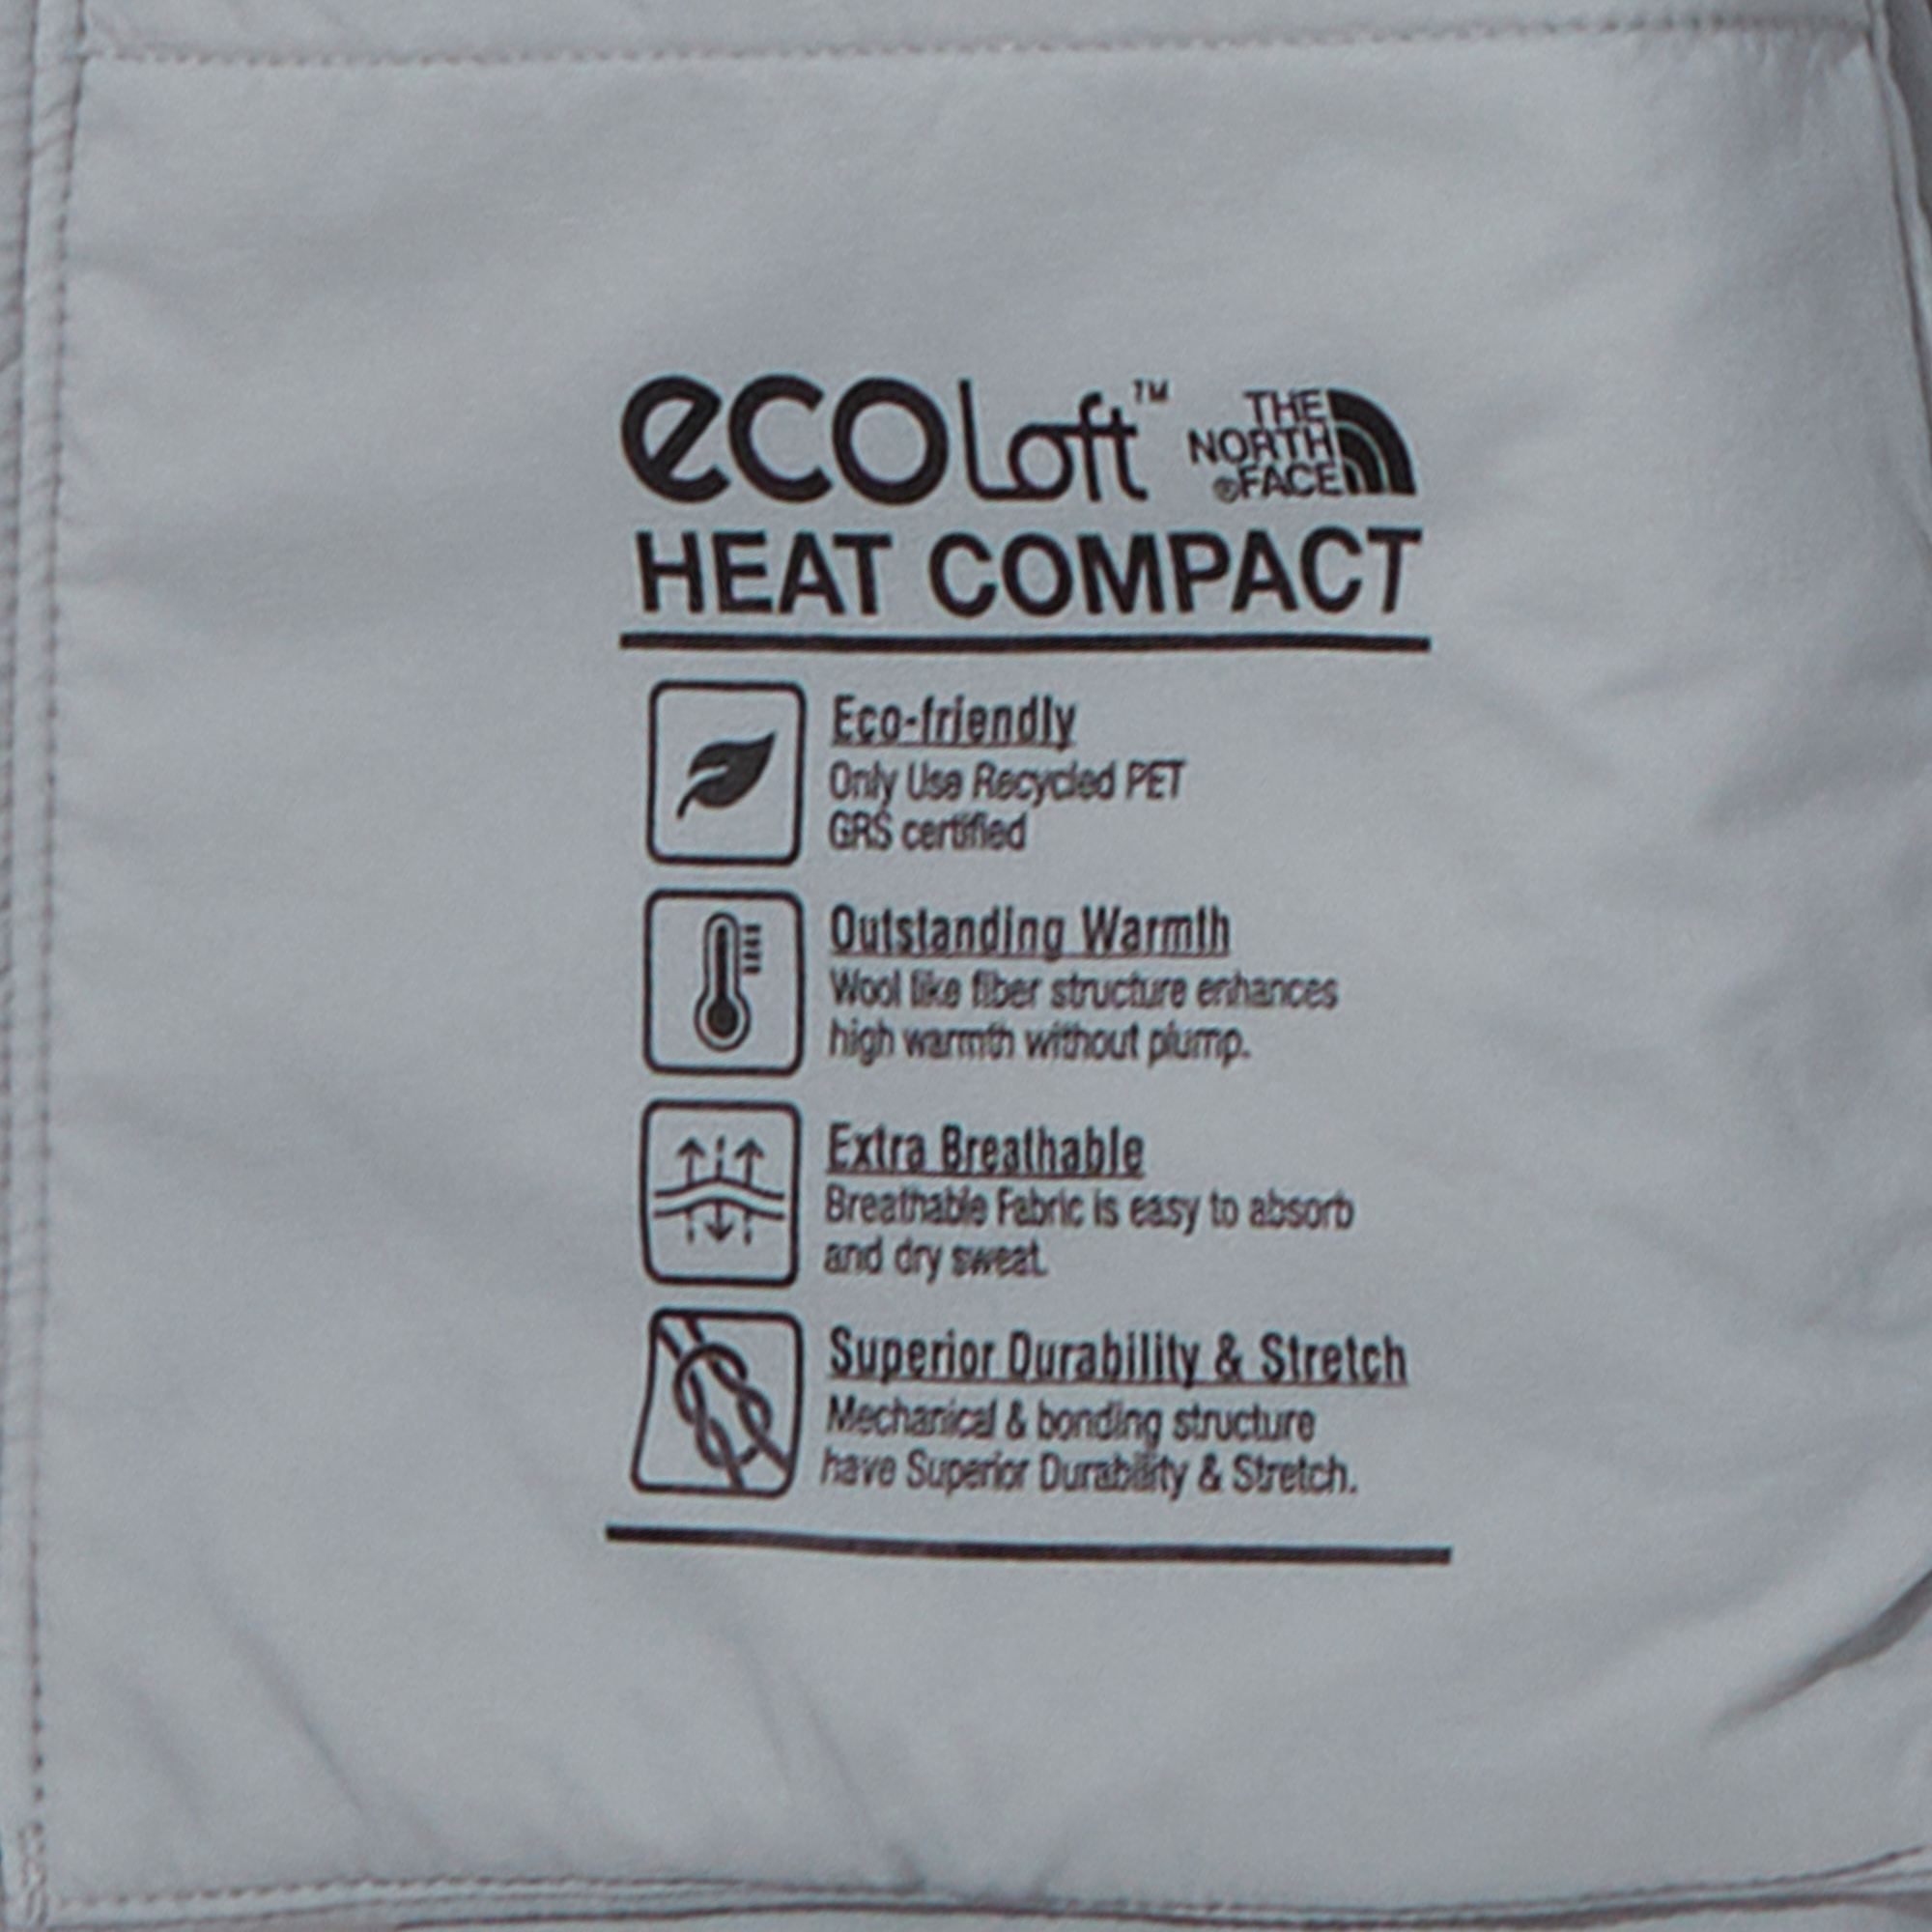 ecoLoft™ THE NORTH FACE®
HEAT COMPACT
Eco-friendly
Only Use Recycled PET
GRS certified
Outstanding Warmth
Wool like fiber structure enhances
high warmth without plump.
Extra Breathable
Breathable Fabric is easy to absorb
and dry sweat.
Superior Durability & Stretch
Mechanical & bonding structure
have Superior Durability & Stretch.